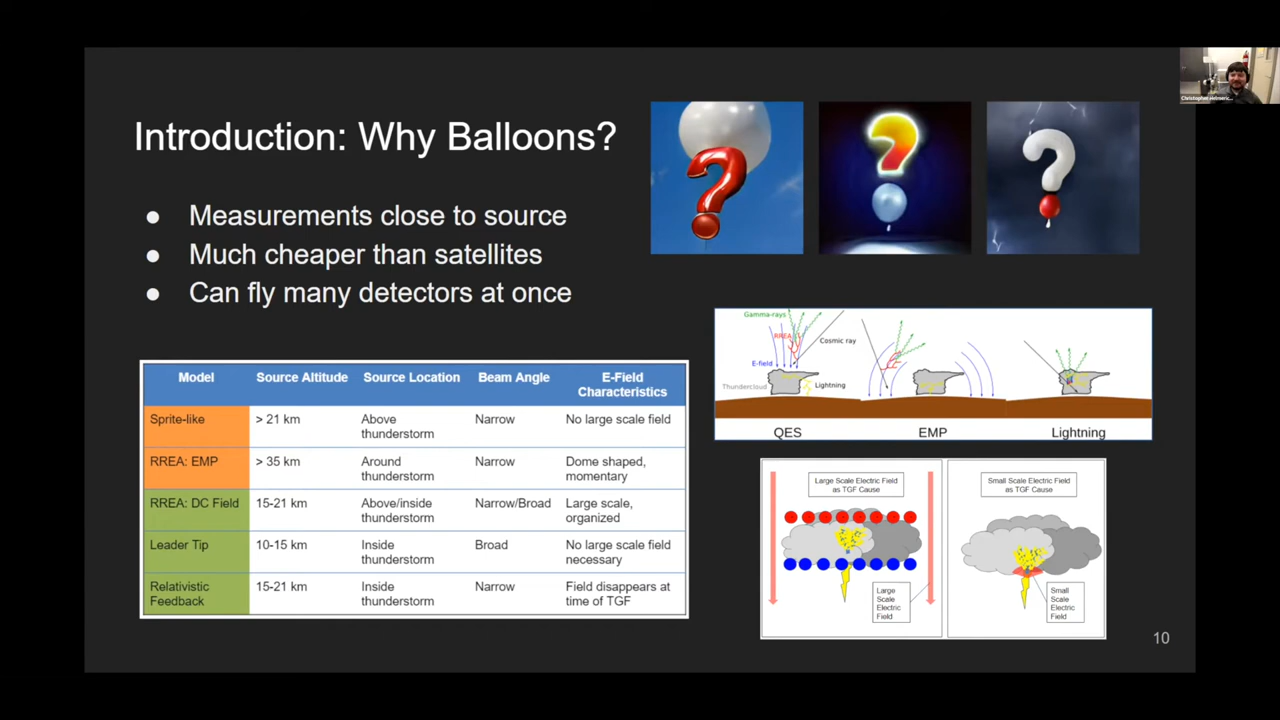 Introduction: Why Balloons?
● Measurements close to source
● Much cheaper than satellites
● Can fly many detectors at once
Model Source Altitude Source Location Beam Angle E-Field
Characteristics
Sprite-like > 21 km Above
thunderstorm Narrow No large scale field
RREA: EMP > 35 km Around
thunderstorm Narrow Dome shaped,
momentary
RREA: DC Field 15-21 km Above/inside
thunderstorm Narrow/Broad Large scale,
organized
Leader Tip 10-15 km Inside
thunderstorm Broad No large scale field
necessary
Relativistic
Feedback 15-21 km Inside
thunderstorm Narrow Field disappears at
time of TGF
?
?
?
Gamma-rays
RREA
Cosmic ray
E-field
Thundercloud
Lightning
QES EMP Lightning
Large Scale Electric Field
as TGF Cause
Large
Scale
Electric
Field
Small Scale Electric Field
as TGF Cause
Small
Scale
Electric
Field
10